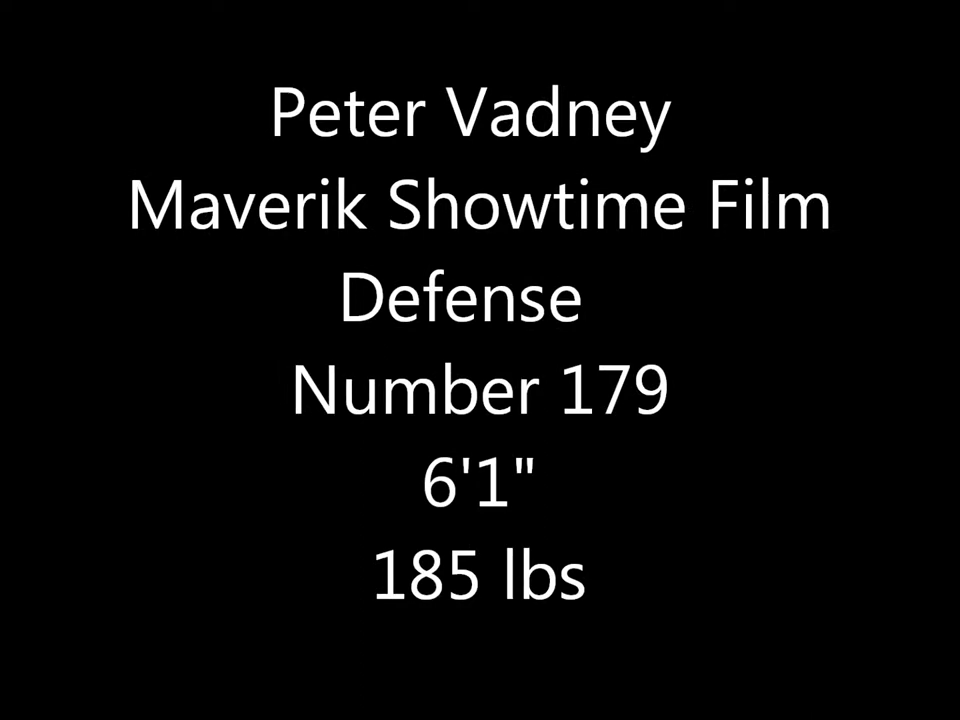 Peter Vadney
Maverik Showtime Film
Defense
Number 179
6'1"
185 lbs